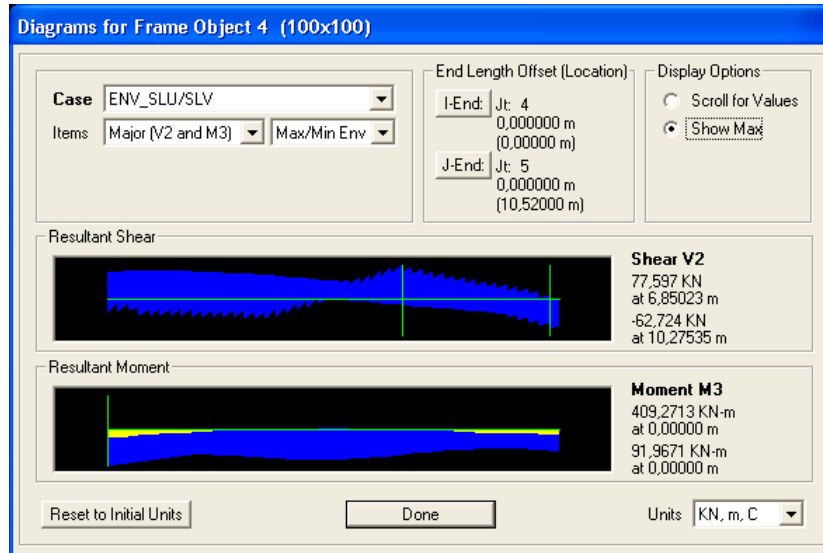 Diagrams for Frame Object 4 (100x100)
Case ENV_SLU/SLV
Items Major (V2 and M3) Max/Min Env
End Length Offset (Location)
I-End: Jt: 4
0,000000 m
(0,00000 m)
J-End: Jt: 5
0,000000 m
(10,52000 m)
Display Options
Scroll for Values
Show Max
Resultant Shear
Shear V2
77,597 KN
at 6,85023 m
-62,724 KN
at 10,27535 m
Resultant Moment
Moment M3
409,2713 KN-m
at 0,00000 m
91,9671 KN-m
at 0,00000 m
Reset to Initial Units
Done
Units KN, m, C